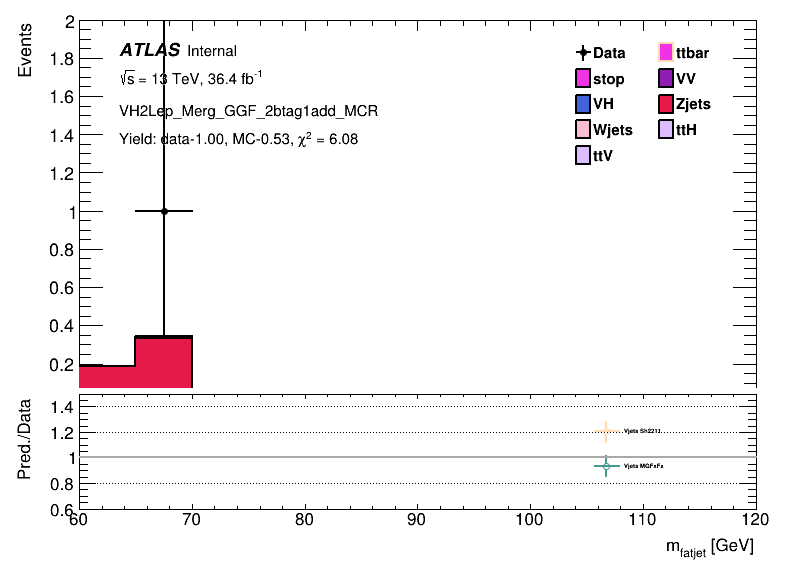 Events
2
1.8
1.6
1.4
1.2
1
0.8
0.6
0.4
0.2
ATLAS Internal
√s = 13 TeV, 36.4 fb⁻¹
VH2Lep_Merg_GGF_2btag1add_MCR
Yield: data-1.00, MC-0.53, χ² = 6.08
Data ttbar
stop VV
VH Zjets
Wjets ttH
ttV
Pred./Data
1.4
1.2
1
0.8
0.6
Vjets Sh2211
Vjets MGFxFx
60 70 80 90 100 110 120
m_fatjet [GeV]